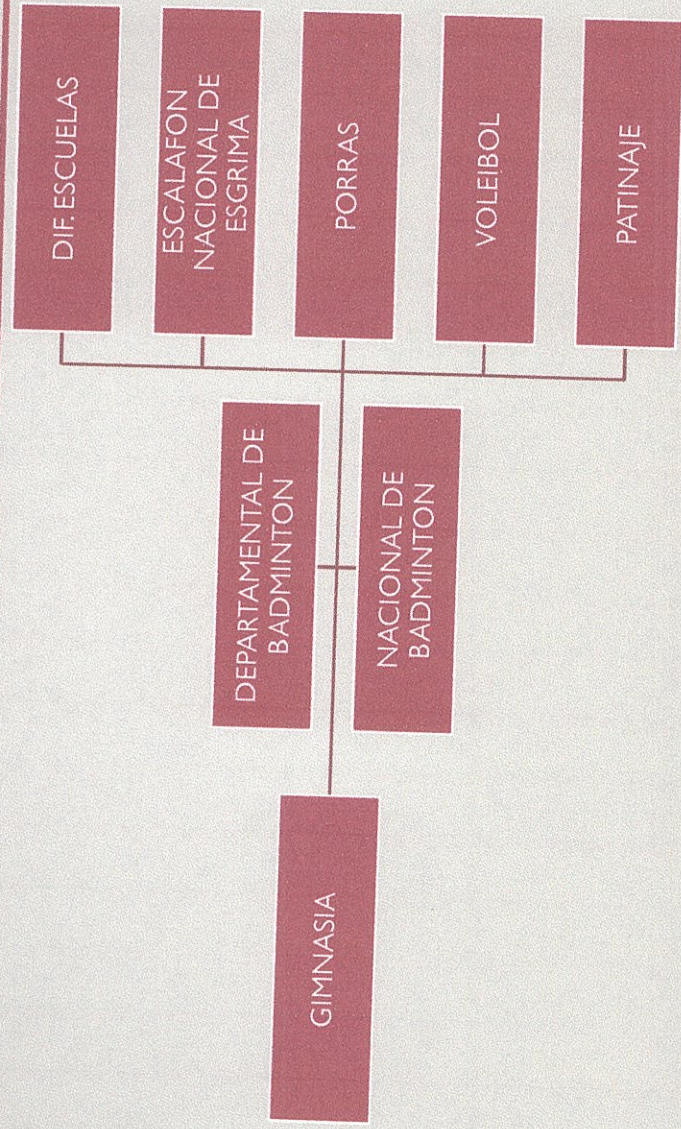 GIMNASIA
NACIONAL DE
BADMINTON
DEPARTAMENTAL DE
BADMINTON
PATINAJE
VOLEIBOL
PORRAS
ESCALAFON
NACIONAL DE
ESGRIMA
DIF. ESCUELAS